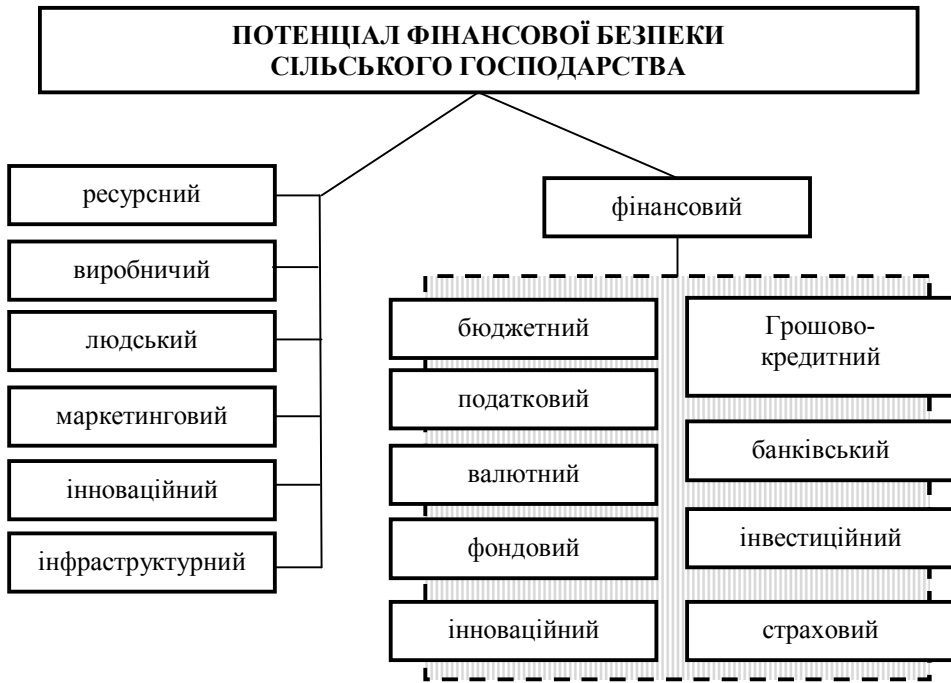 ПОТЕНЦІАЛ ФІНАНСОВОЇ БЕЗПЕКИ
СІЛЬСЬКОГО ГОСПОДАРСТВА
ресурсний
виробничий
людський
маркетинговий
інноваційний
інфраструктурний
фінансовий
бюджетний
податковий
валютний
фондовий
інноваційний
Грошово-
кредитний
банківський
інвестиційний
страховий